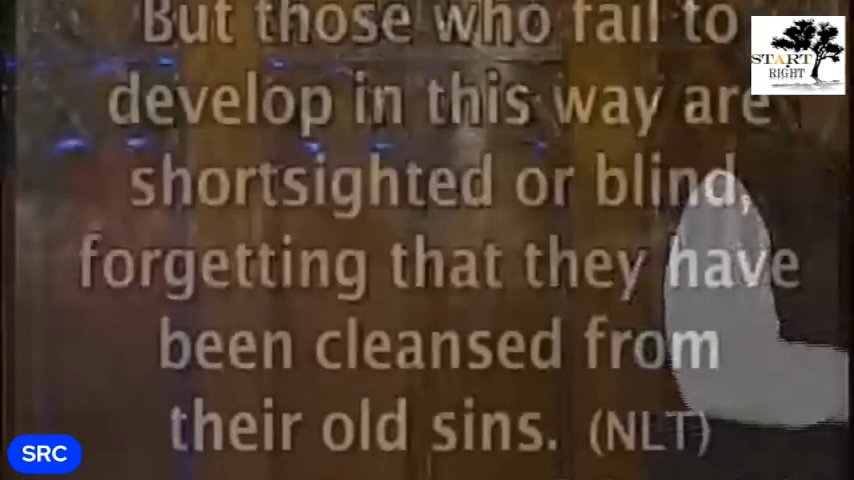 But those who fail to
develop in this way are
shortsighted or blind,
forgetting that they have
been cleansed from
their old sins. (NLT)
START
RIGHT
SRC